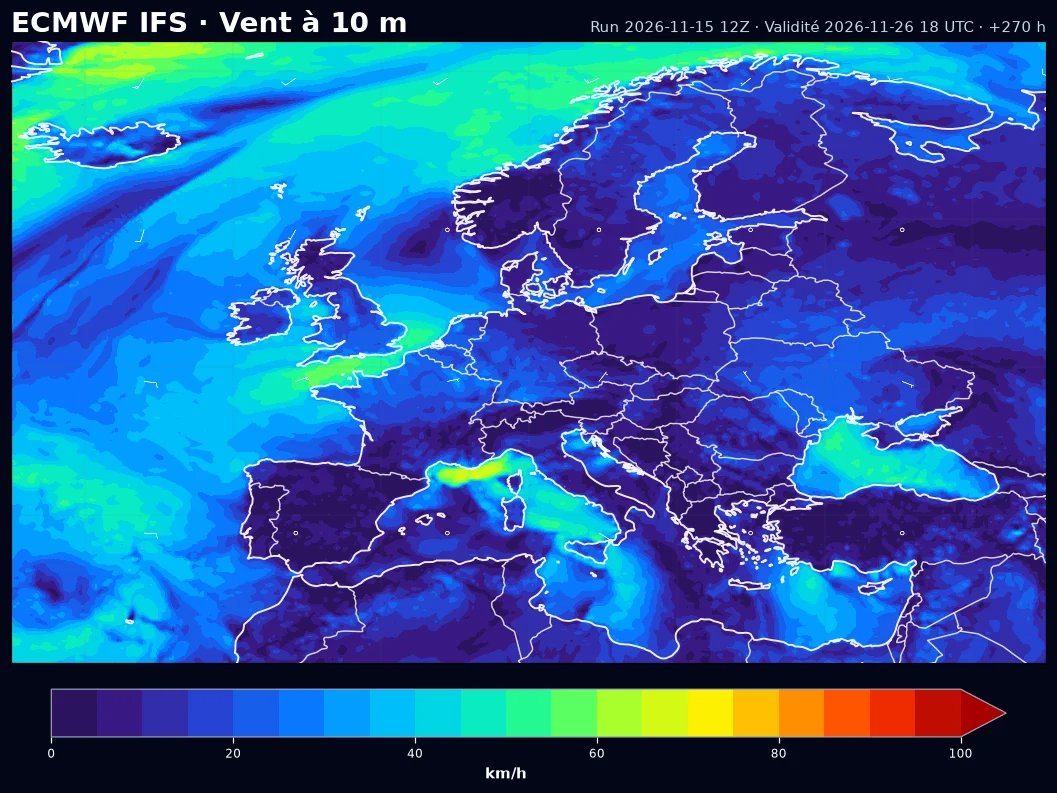 ECMWF IFS · Vent à 10 m
Run 2026-11-15 12Z · Validité 2026-11-26 18 UTC · +270 h
0 20 40 60 80 100
km/h